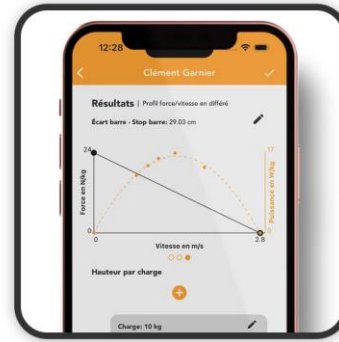 12:28
Clément Garnier
Résultats | Profil force/vitesse en différé
Écart barre - Stop barre: 29.03 cm
24
17
Force en N/kg
Puissance en W/kg
0
0
0
2.8
Vitesse en m/s
Hauteur par charge
Charge: 10 kg